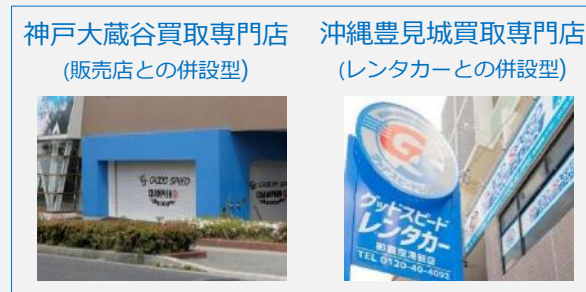 神戸大蔵谷買取専門店
(販売店との併設型)
沖縄豊見城買取専門店
(レンタカーとの併設型)
GOOD SPEED
CHAMPION
G
グッドスピード
レンタカー
那覇空港前店
TEL 0120-40-4092